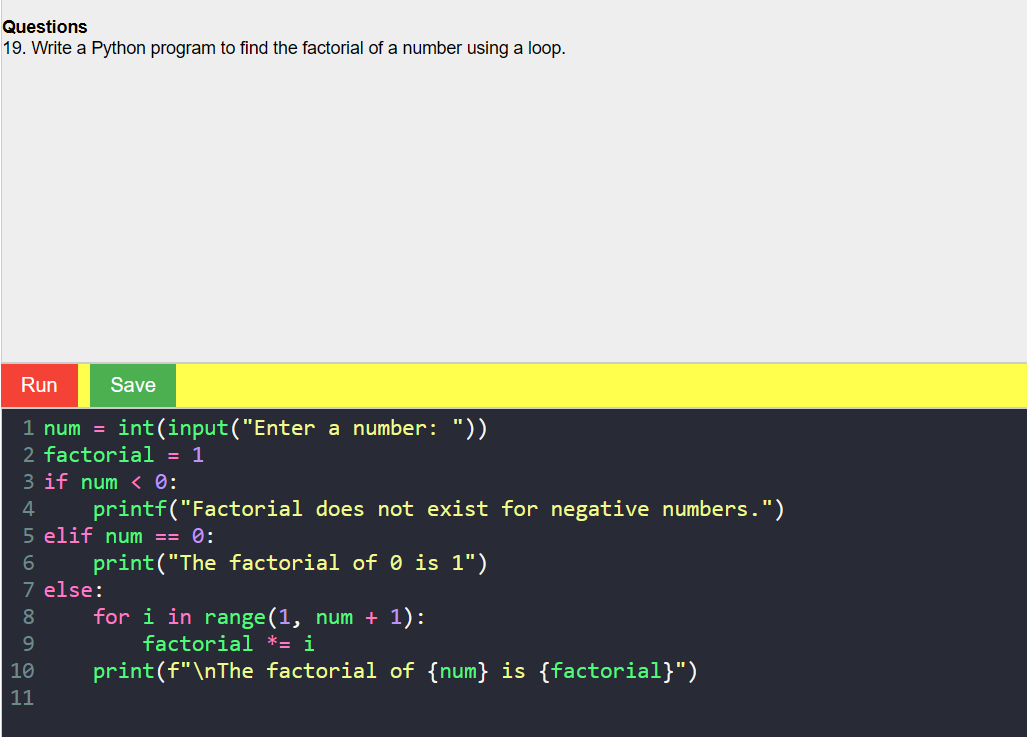 Questions
19. Write a Python program to find the factorial of a number using a loop.
Run Save
1 num = int(input("Enter a number: "))
2 factorial = 1
3 if num < 0:
4     printf("Factorial does not exist for negative numbers.")
5 elif num == 0:
6     print("The factorial of 0 is 1")
7 else:
8     for i in range(1, num + 1):
9         factorial *= i
10     print(f"\nThe factorial of {num} is {factorial}")
11